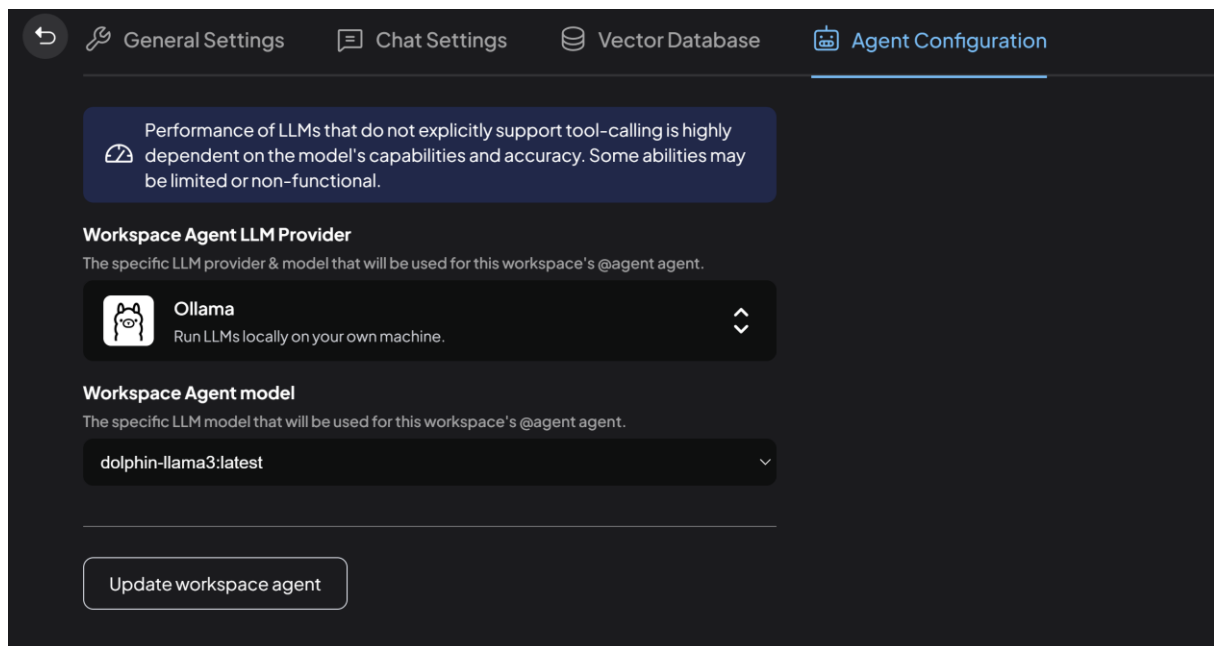 General Settings
Chat Settings
Vector Database
Agent Configuration
Performance of LLMs that do not explicitly support tool-calling is highly
dependent on the model's capabilities and accuracy. Some abilities may
be limited or non-functional.
Workspace Agent LLM Provider
The specific LLM provider & model that will be used for this workspace's @agent agent.
Ollama
Run LLMs locally on your own machine.
Workspace Agent model
The specific LLM model that will be used for this workspace's @agent agent.
dolphin-llama3:latest
Update workspace agent